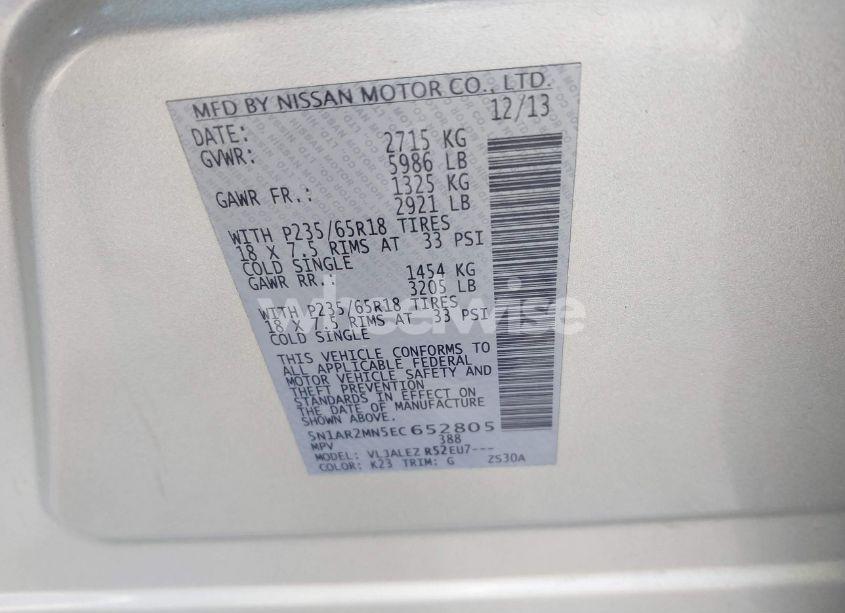 MFD BY NISSAN MOTOR CO., LTD.
DATE: 12/13
GVWR: 2715 KG
5986 LB
GAWR FR.: 1325 KG
2921 LB
WITH P235/65R18 TIRES
18 X 7.5 RIMS AT 33 PSI
COLD SINGLE
GAWR RR.: 1454 KG
3205 LB
WITH P235/65R18 TIRES
18 X 7.5 RIMS AT 33 PSI
COLD SINGLE
THIS VEHICLE CONFORMS TO
ALL APPLICABLE FEDERAL
MOTOR VEHICLE SAFETY AND
THEFT PREVENTION
STANDARDS IN EFFECT ON
THE DATE OF MANUFACTURE
SHOWN ABOVE.
5N1AR2MN5EC652805
MPV 388
MODEL: VLJALEZ R52EU7---
COLOR: K23 TRIM: G ZS30A